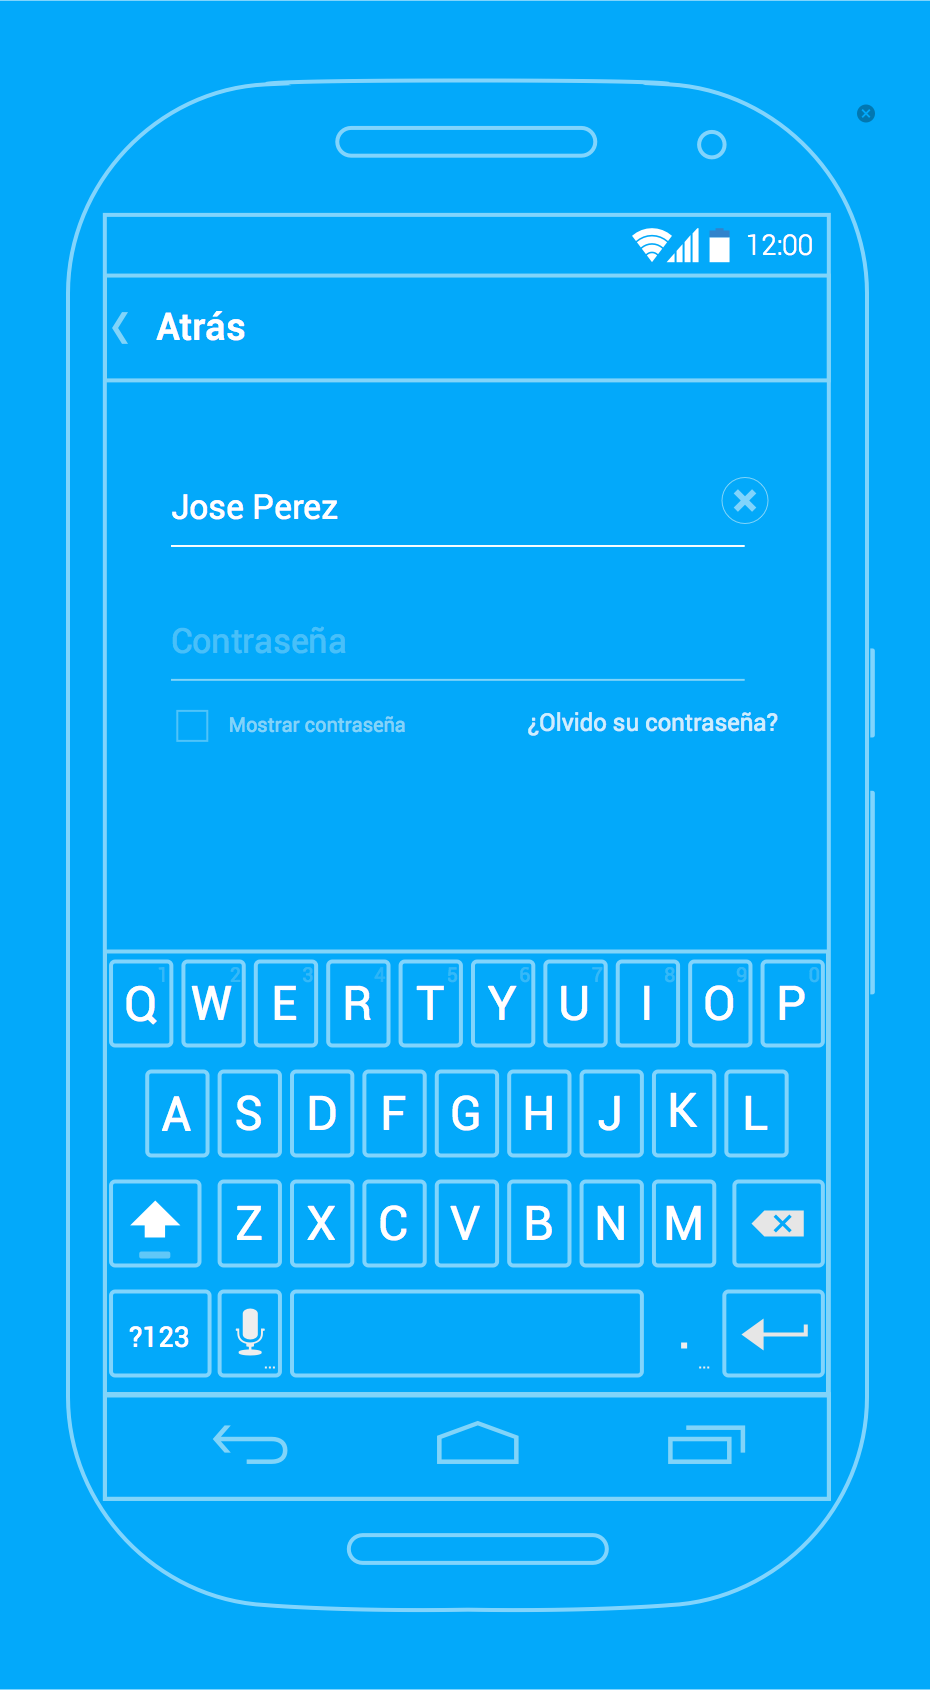 12:00
Atrás
Jose Perez
Contraseña
Mostrar contraseña
¿Olvido su contraseña?
1 2 3 4 5 6 7 8 9 0
Q W E R T Y U I O P
A S D F G H J K L
Z X C V B N M
?123 ... . ...